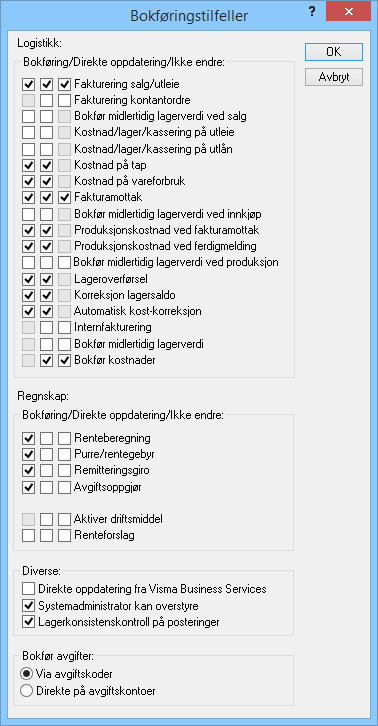 Bokføringstilfeller
?
Logistikk:
OK
Bokføring/Direkte oppdatering/Ikke endre:
Avbryt
Fakturering salg/utleie
Fakturering kontantordre
Bokfør midlertidig lagerverdi ved salg
Kostnad/lager/kassering på utleie
Kostnad/lager/kassering på utlån
Kostnad på tap
Kostnad på vareforbruk
Fakturamottak
Bokfør midlertidig lagerverdi ved innkjøp
Produksjonskostnad ved fakturamottak
Produksjonskostnad ved ferdigmelding
Bokfør midlertidig lagerverdi ved produksjon
Lageroverførsel
Korreksjon lagersaldo
Automatisk kost-korreksjon
Internfakturering
Bokfør midlertidig lagerverdi
Bokfør kostnader
Regnskap:
Bokføring/Direkte oppdatering/Ikke endre:
Renteberegning
Purre/rentegebyr
Remitteringsgiro
Avgiftsoppgjør
Aktiver driftsmiddel
Renteforslag
Diverse:
Direkte oppdatering fra Visma Business Services
Systemadministrator kan overstyre
Lagerkonsistenskontroll på posteringer
Bokfør avgifter:
Via avgiftskoder
Direkte på avgiftskontoer